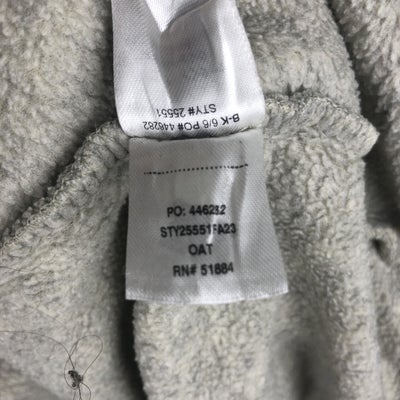 B-K 6/6 PO# 446282
STY# 25551
PO: 446282
STY25551FA23
OAT
RN# 51884